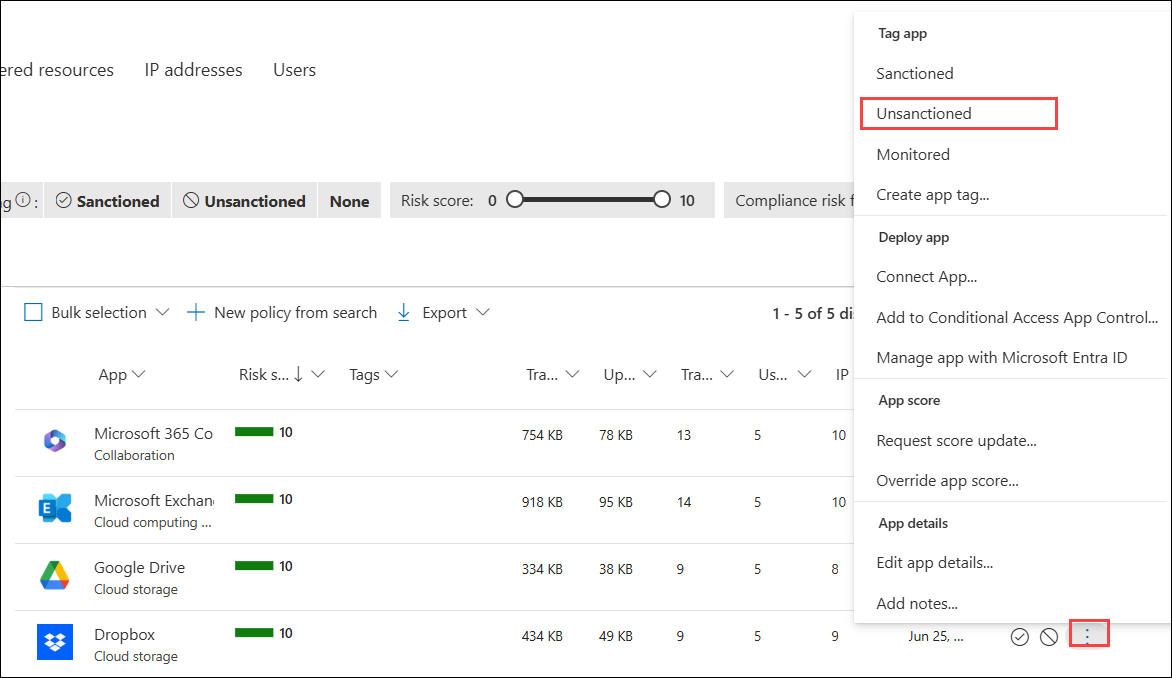 ered resources IP addresses Users
g : Sanctioned Unsanctioned None Risk score: 0 10 Compliance risk f
Bulk selection New policy from search Export 1 - 5 of 5 di
App Risk s... Tags Tra... Up... Tra... Us... IP
Microsoft 365 Co 10 754 KB 78 KB 13 5 10
Collaboration
Microsoft Exchan 10 918 KB 95 KB 14 5 10
Cloud computing ...
Google Drive 10 334 KB 38 KB 9 5 8
Cloud storage
Dropbox 10 434 KB 49 KB 9 5 9 Jun 25, ...
Cloud storage
Tag app
Sanctioned
Unsanctioned
Monitored
Create app tag...
Deploy app
Connect App...
Add to Conditional Access App Control...
Manage app with Microsoft Entra ID
App score
Request score update...
Override app score...
App details
Edit app details...
Add notes...